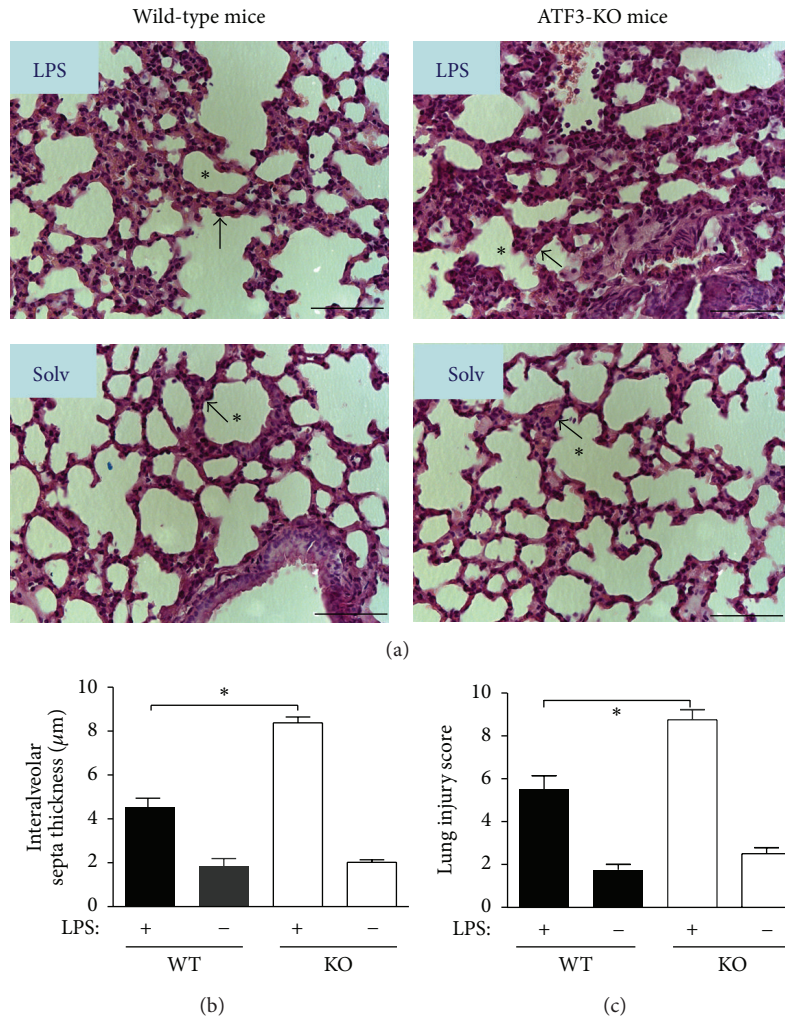 Wild-type mice
ATF3-KO mice
LPS
*
LPS
*
Solv
*
Solv
*
(a)
10
8
6
4
2
0
Interalveolar
septa thickness (μm)
*
LPS:
+
−
+
−
WT
KO
(b)
10
8
6
4
2
0
Lung injury score
*
LPS:
+
−
+
−
WT
KO
(c)